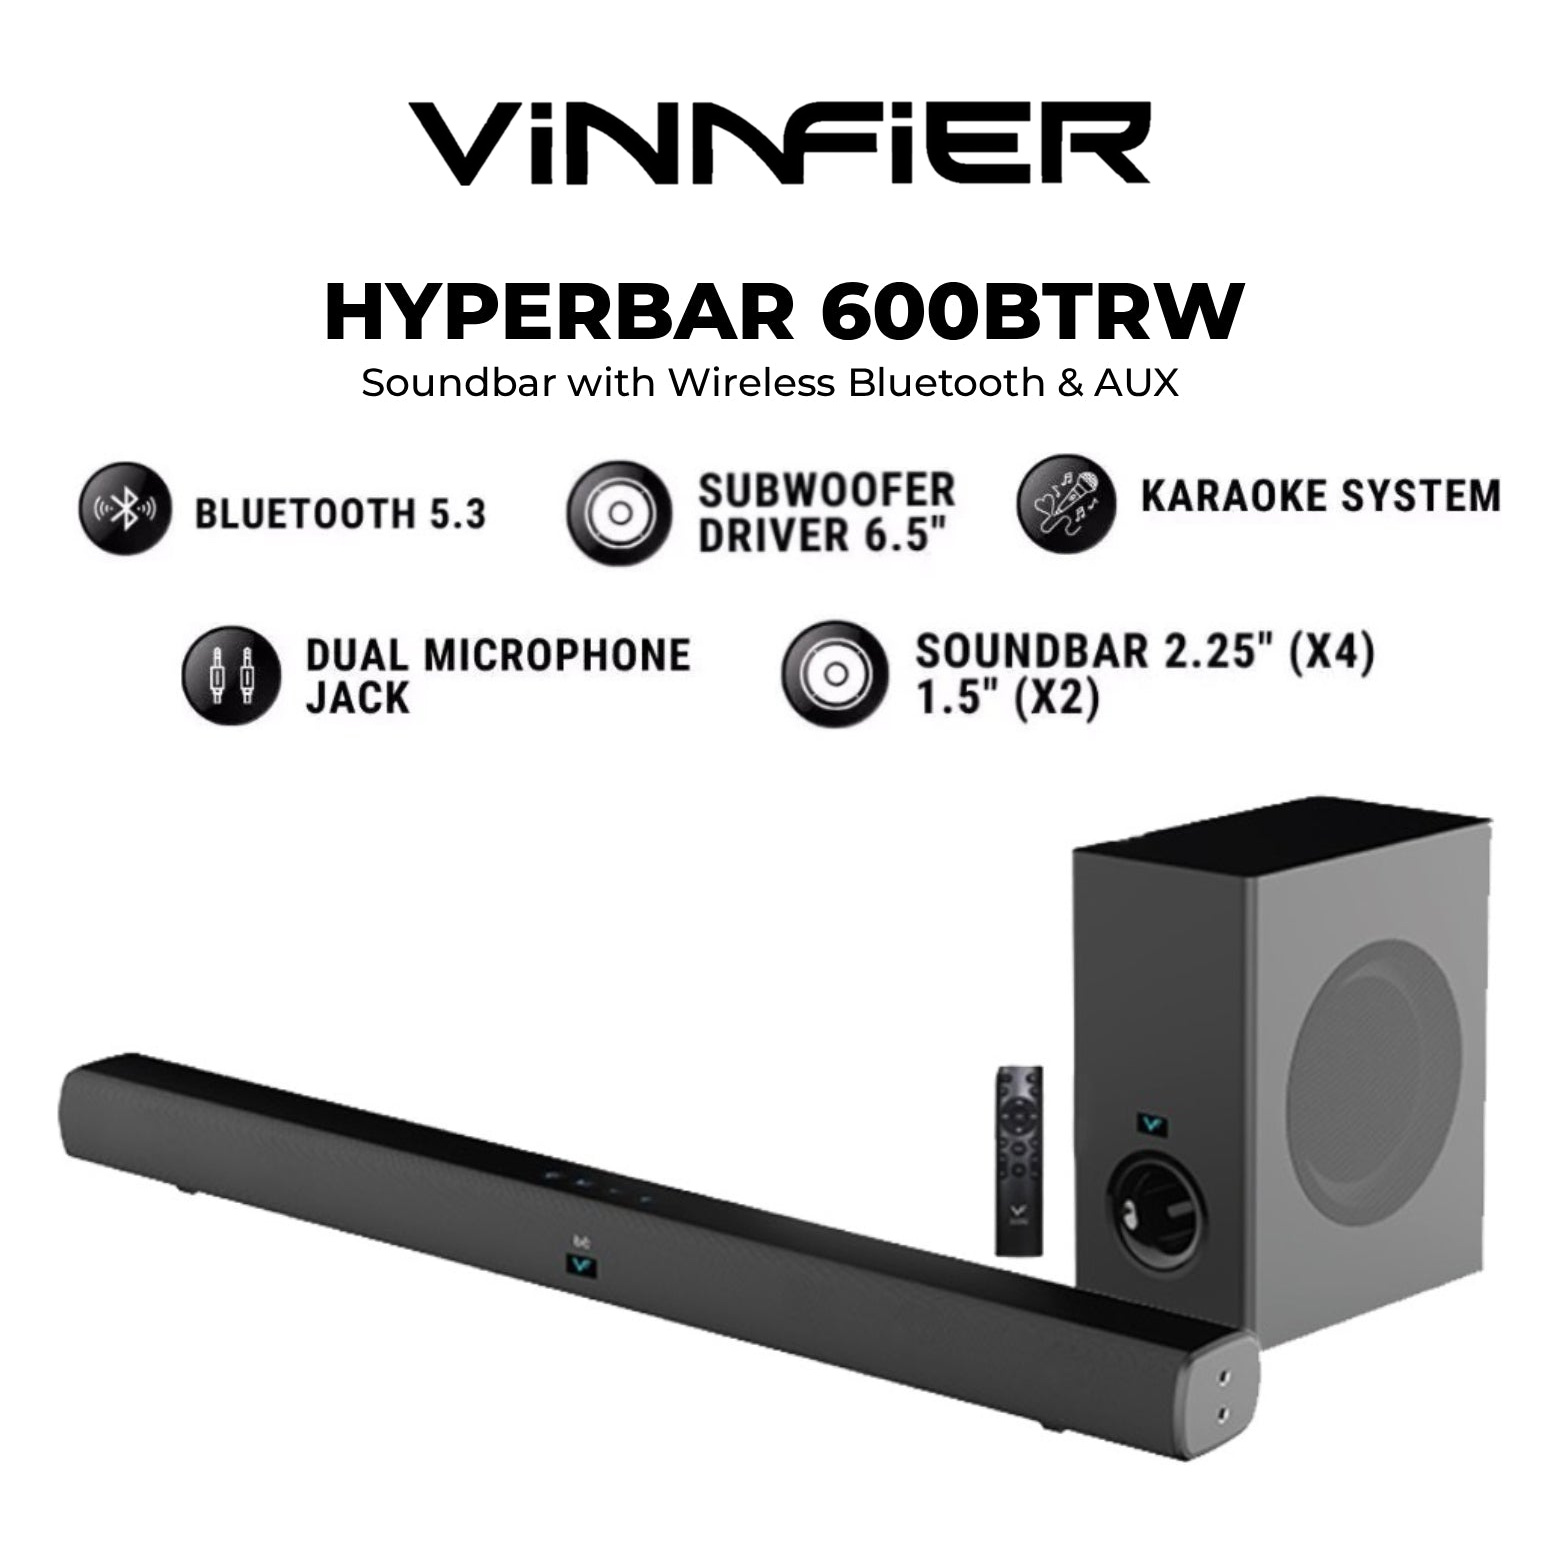 ViNNFiER
HYPERBAR 600BTRW
Soundbar with Wireless Bluetooth & AUX
BLUETOOTH 5.3
SUBWOOFER
DRIVER 6.5"
KARAOKE SYSTEM
DUAL MICROPHONE
JACK
SOUNDBAR 2.25" (X4)
1.5" (X2)
bt